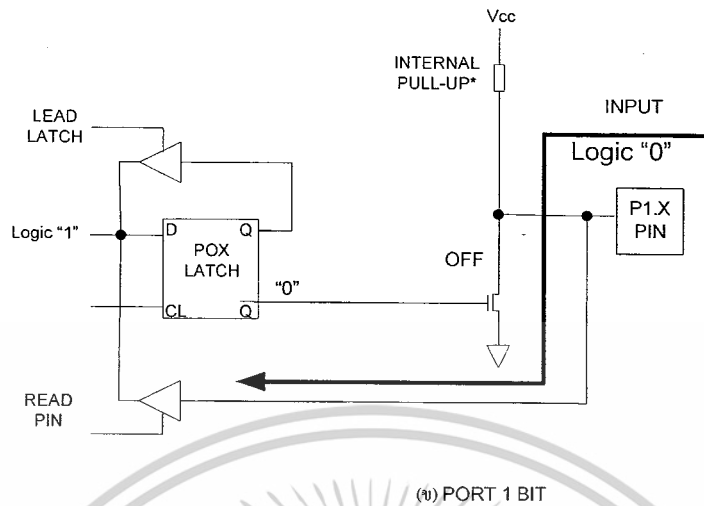 Vcc
INTERNAL
PULL-UP*
INPUT
LEAD
LATCH
Logic "0"
P1.X
PIN
Logic "1"
D
Q
POX
LATCH
OFF
"0"
CL
Q
READ
PIN
(ข) PORT 1 BIT